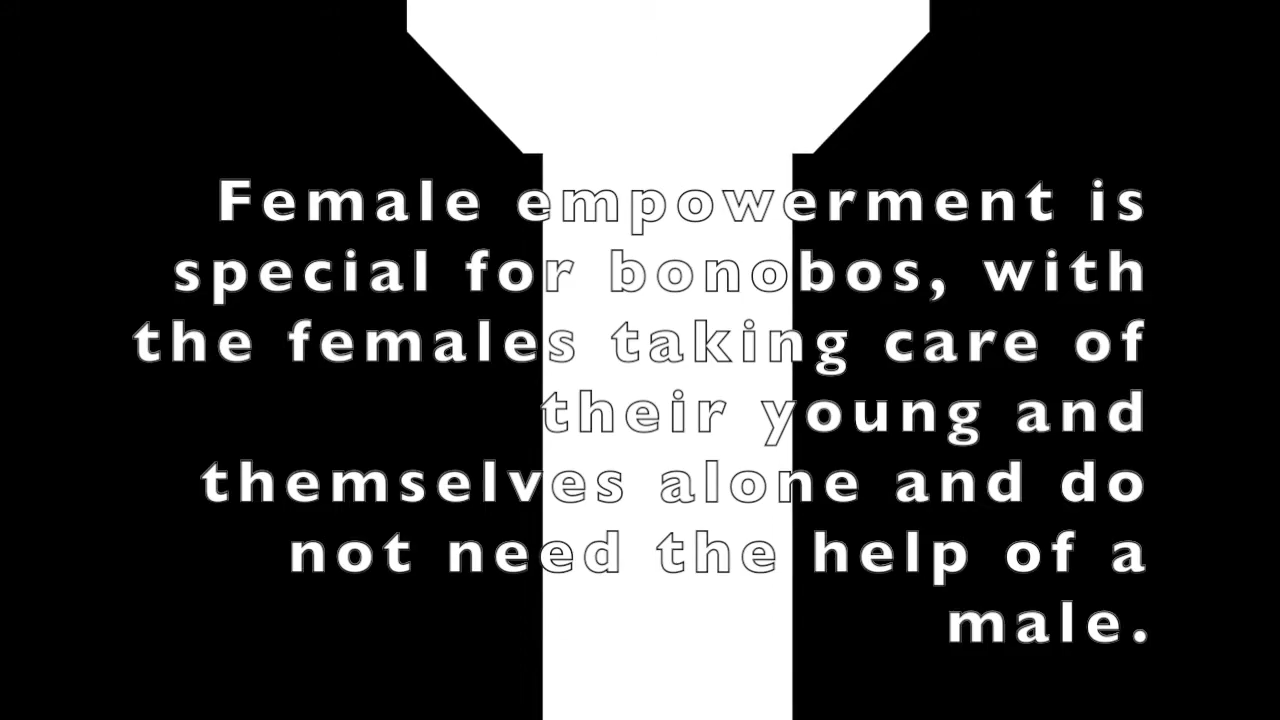 Female empowerment is
special for bonobos, with
the females taking care of
their young and
themselves alone and do
not need the help of a
male.